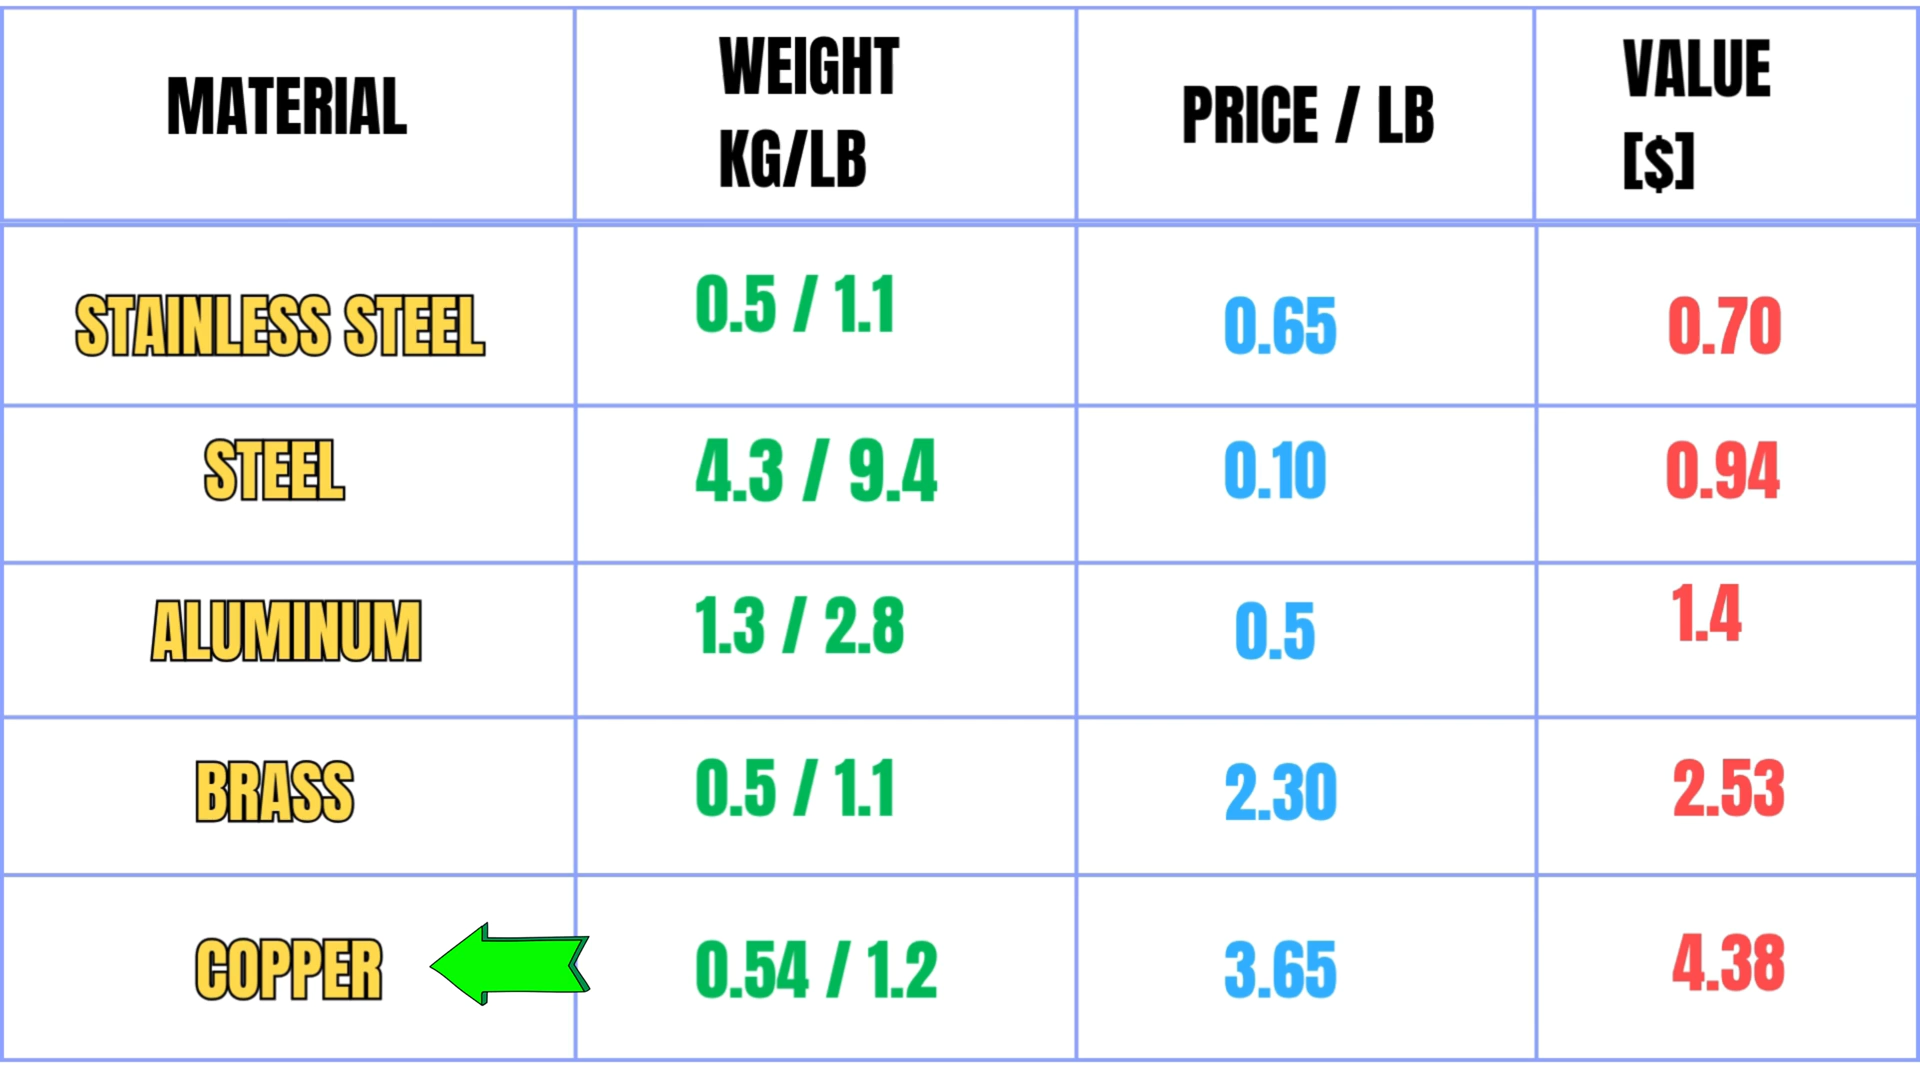 MATERIAL
WEIGHT
KG/LB
PRICE / LB
VALUE
[$]
STAINLESS STEEL
0.5 / 1.1
0.65
0.70
STEEL
4.3 / 9.4
0.10
0.94
ALUMINUM
1.3 / 2.8
0.5
1.4
BRASS
0.5 / 1.1
2.30
2.53
COPPER
0.54 / 1.2
3.65
4.38